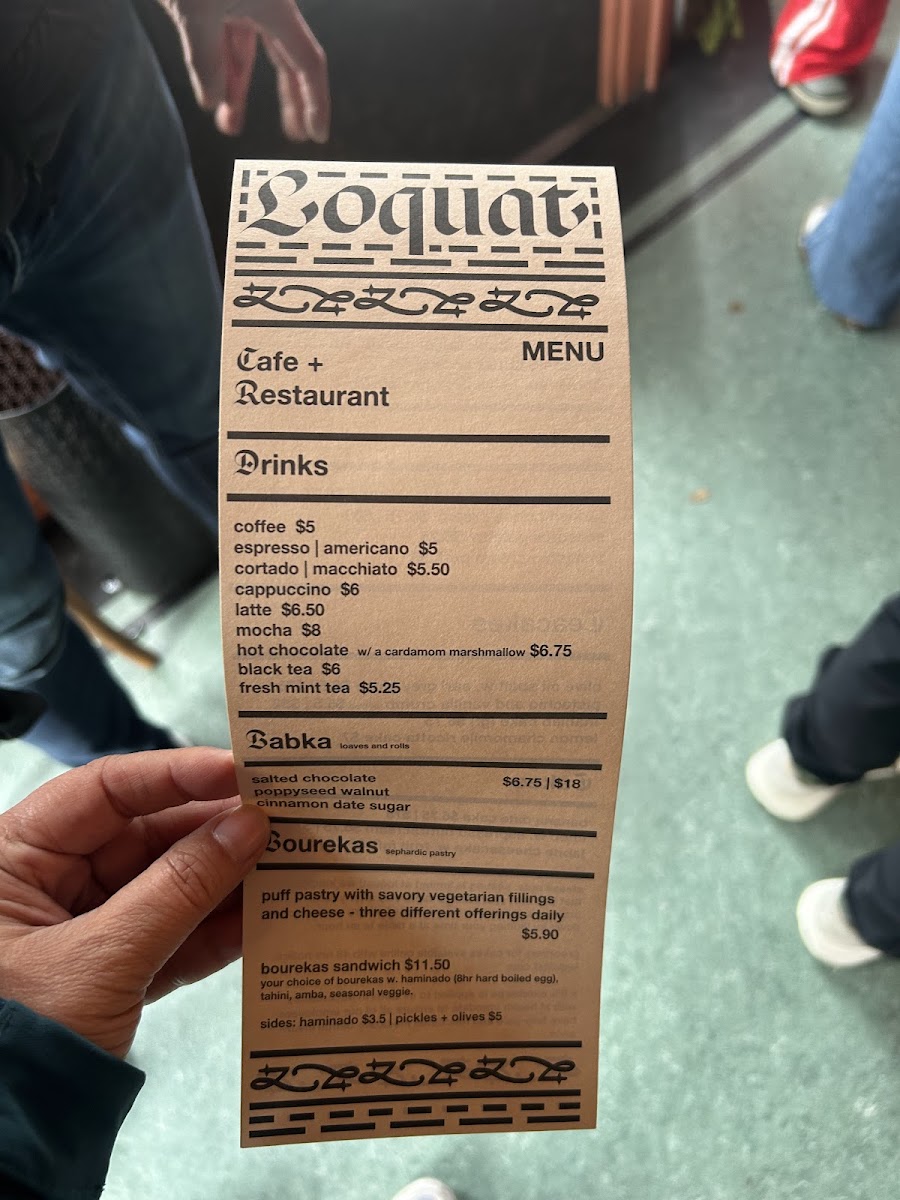 Loquat
MENU
Cafe +
Restaurant
Drinks
coffee $5
espresso | americano $5
cortado | macchiato $5.50
cappuccino $6
latte $6.50
mocha $8
hot chocolate w/ a cardamom marshmallow $6.75
black tea $6
fresh mint tea $5.25
Babka loaves and rolls
salted chocolate $6.75 | $18
poppyseed walnut
cinnamon date sugar
Bourekas sephardic pastry
puff pastry with savory vegetarian fillings
and cheese - three different offerings daily
$5.90
bourekas sandwich $11.50
your choice of bourekas w. haminado (8hr hard boiled egg),
tahini, amba, seasonal veggie.
sides: haminado $3.5 | pickles + olives $5